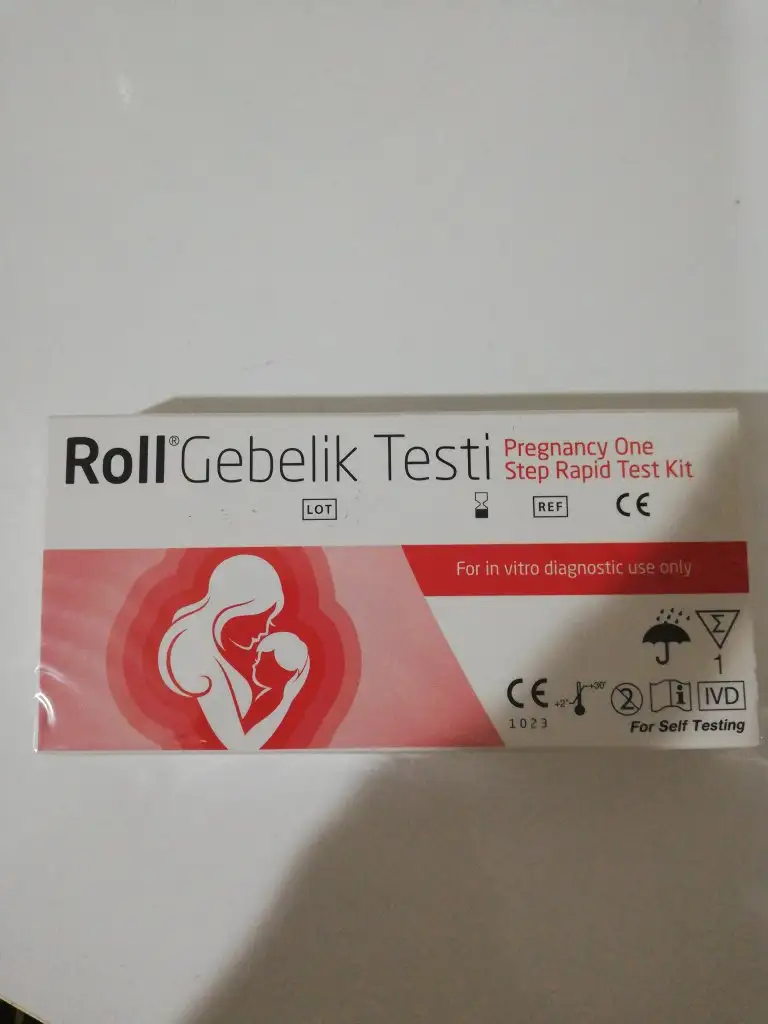 Roll® Gebelik Testi
Pregnancy One
Step Rapid Test Kit
LOT
REF
CE
For in vitro diagnostic use only
Σ
1
CE
1023
+2°
+30°
2
i
IVD
For Self Testing